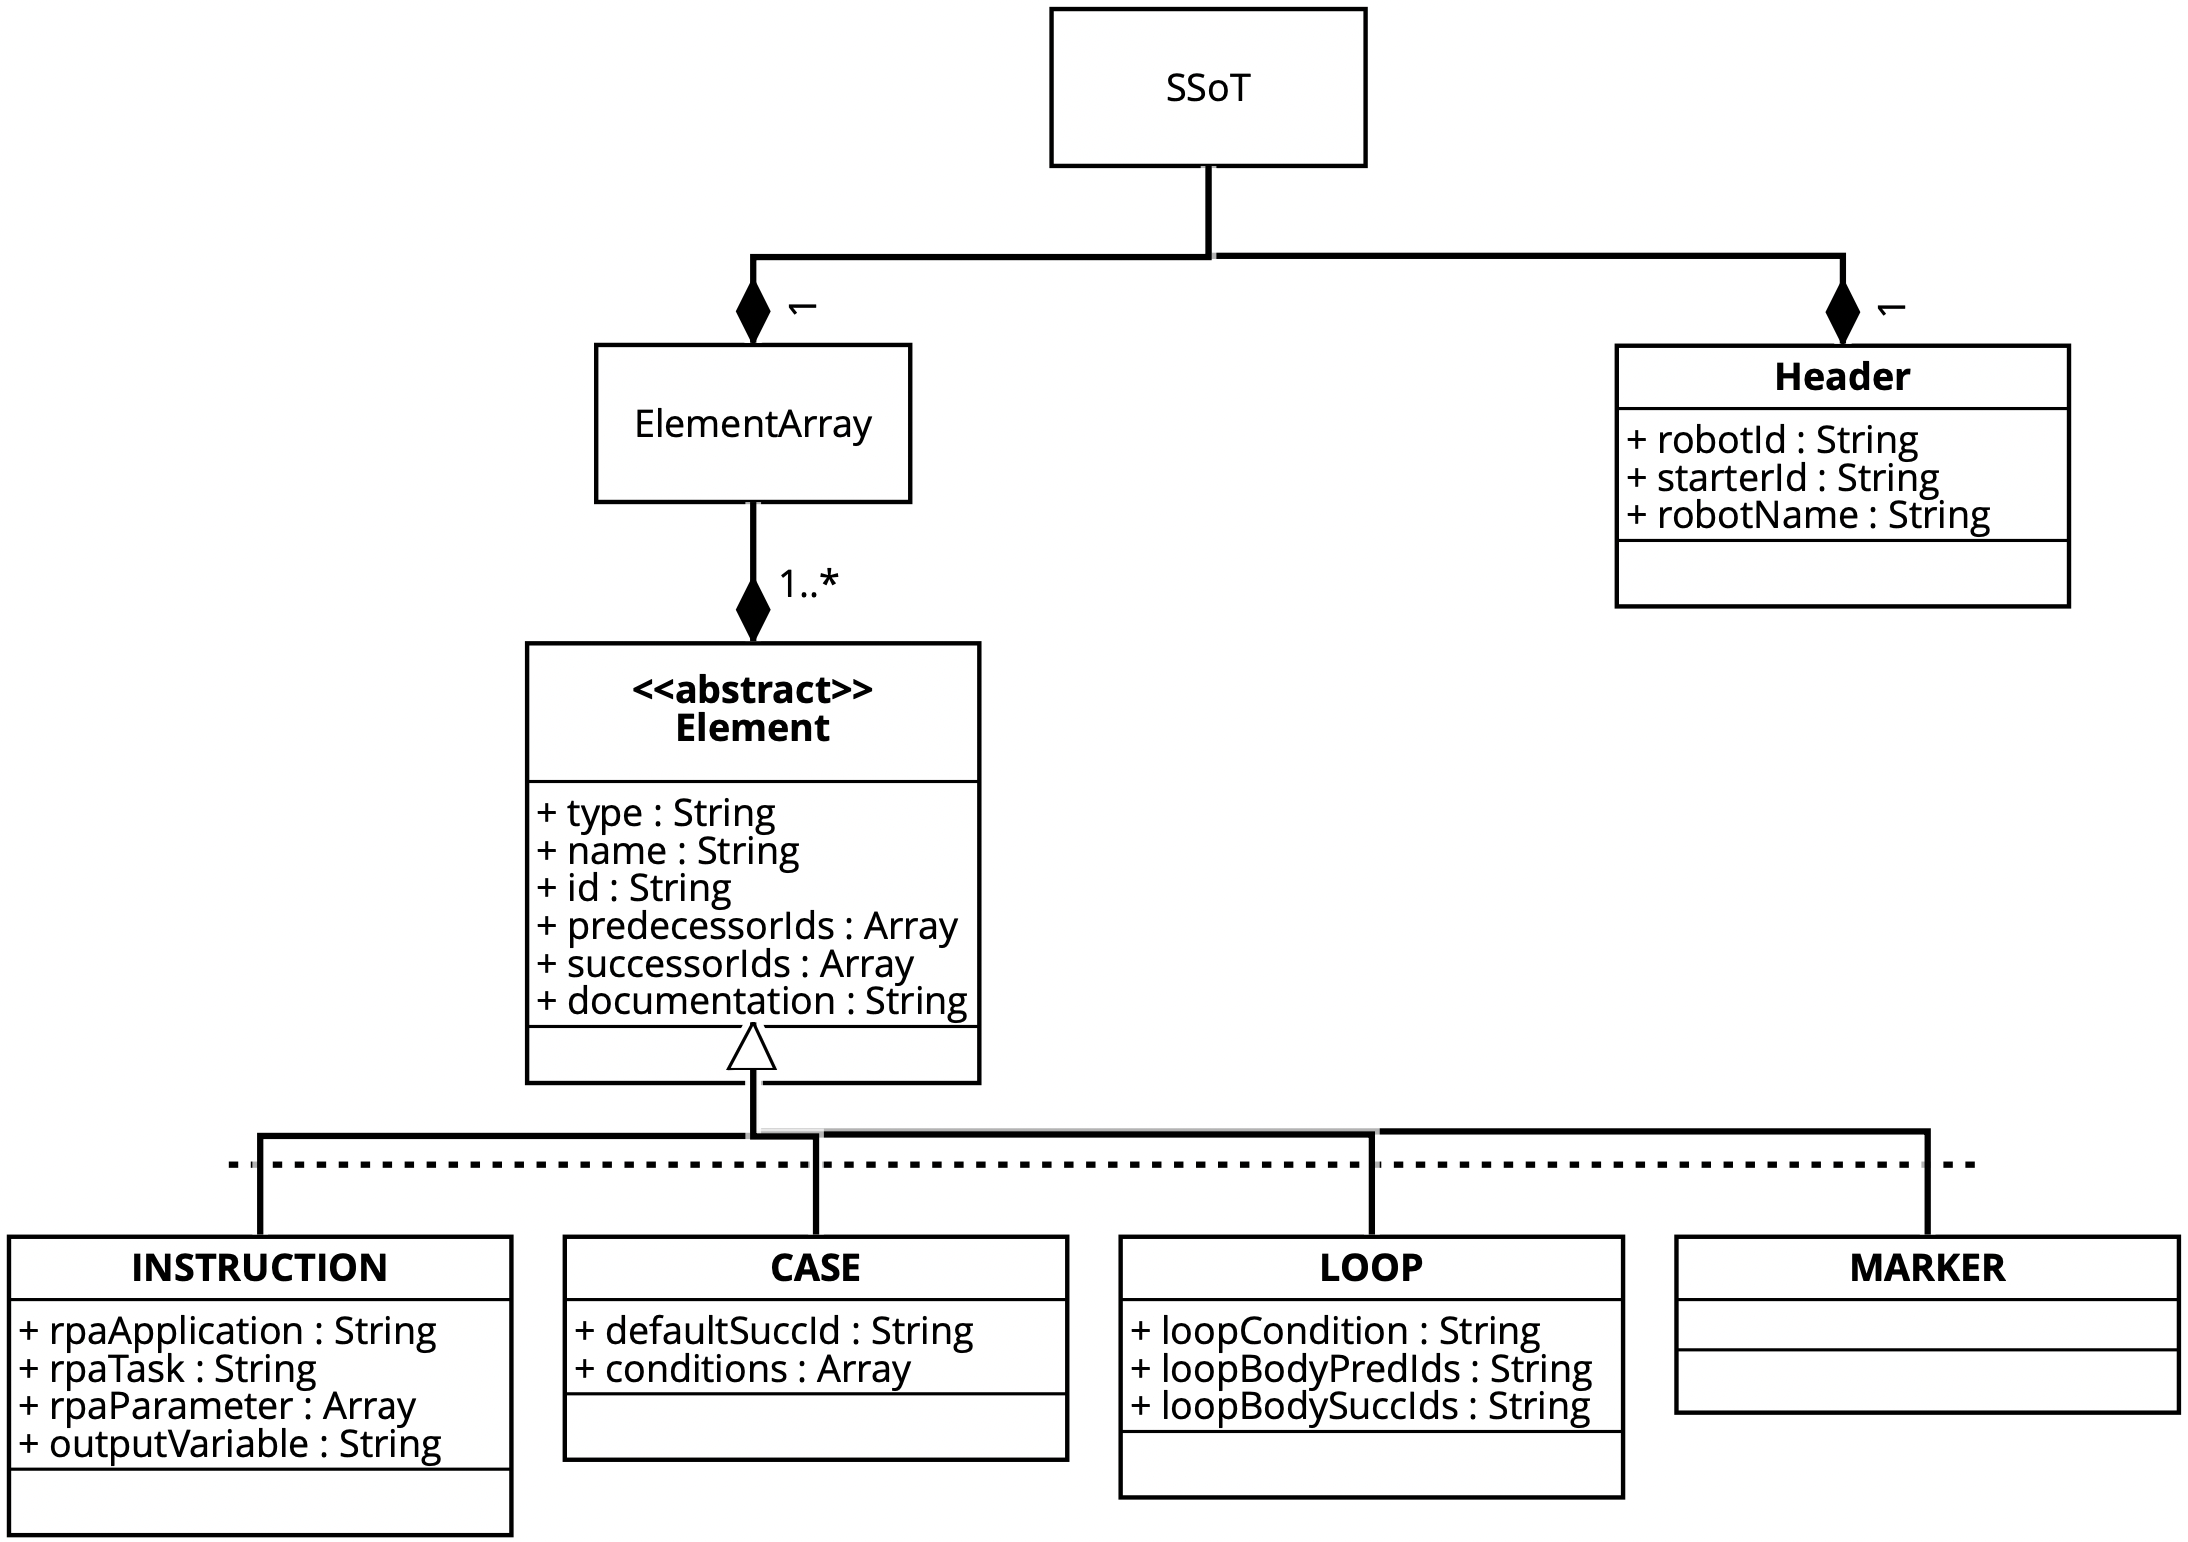 SSoT
1
1
ElementArray
Header
+ robotId : String
+ starterId : String
+ robotName : String
1..*
<<abstract>>
Element
+ type : String
+ name : String
+ id : String
+ predecessorIds : Array
+ successorIds : Array
+ documentation : String
INSTRUCTION
+ rpaApplication : String
+ rpaTask : String
+ rpaParameter : Array
+ outputVariable : String
CASE
+ defaultSuccId : String
+ conditions : Array
LOOP
+ loopCondition : String
+ loopBodyPredIds : String
+ loopBodySuccIds : String
MARKER